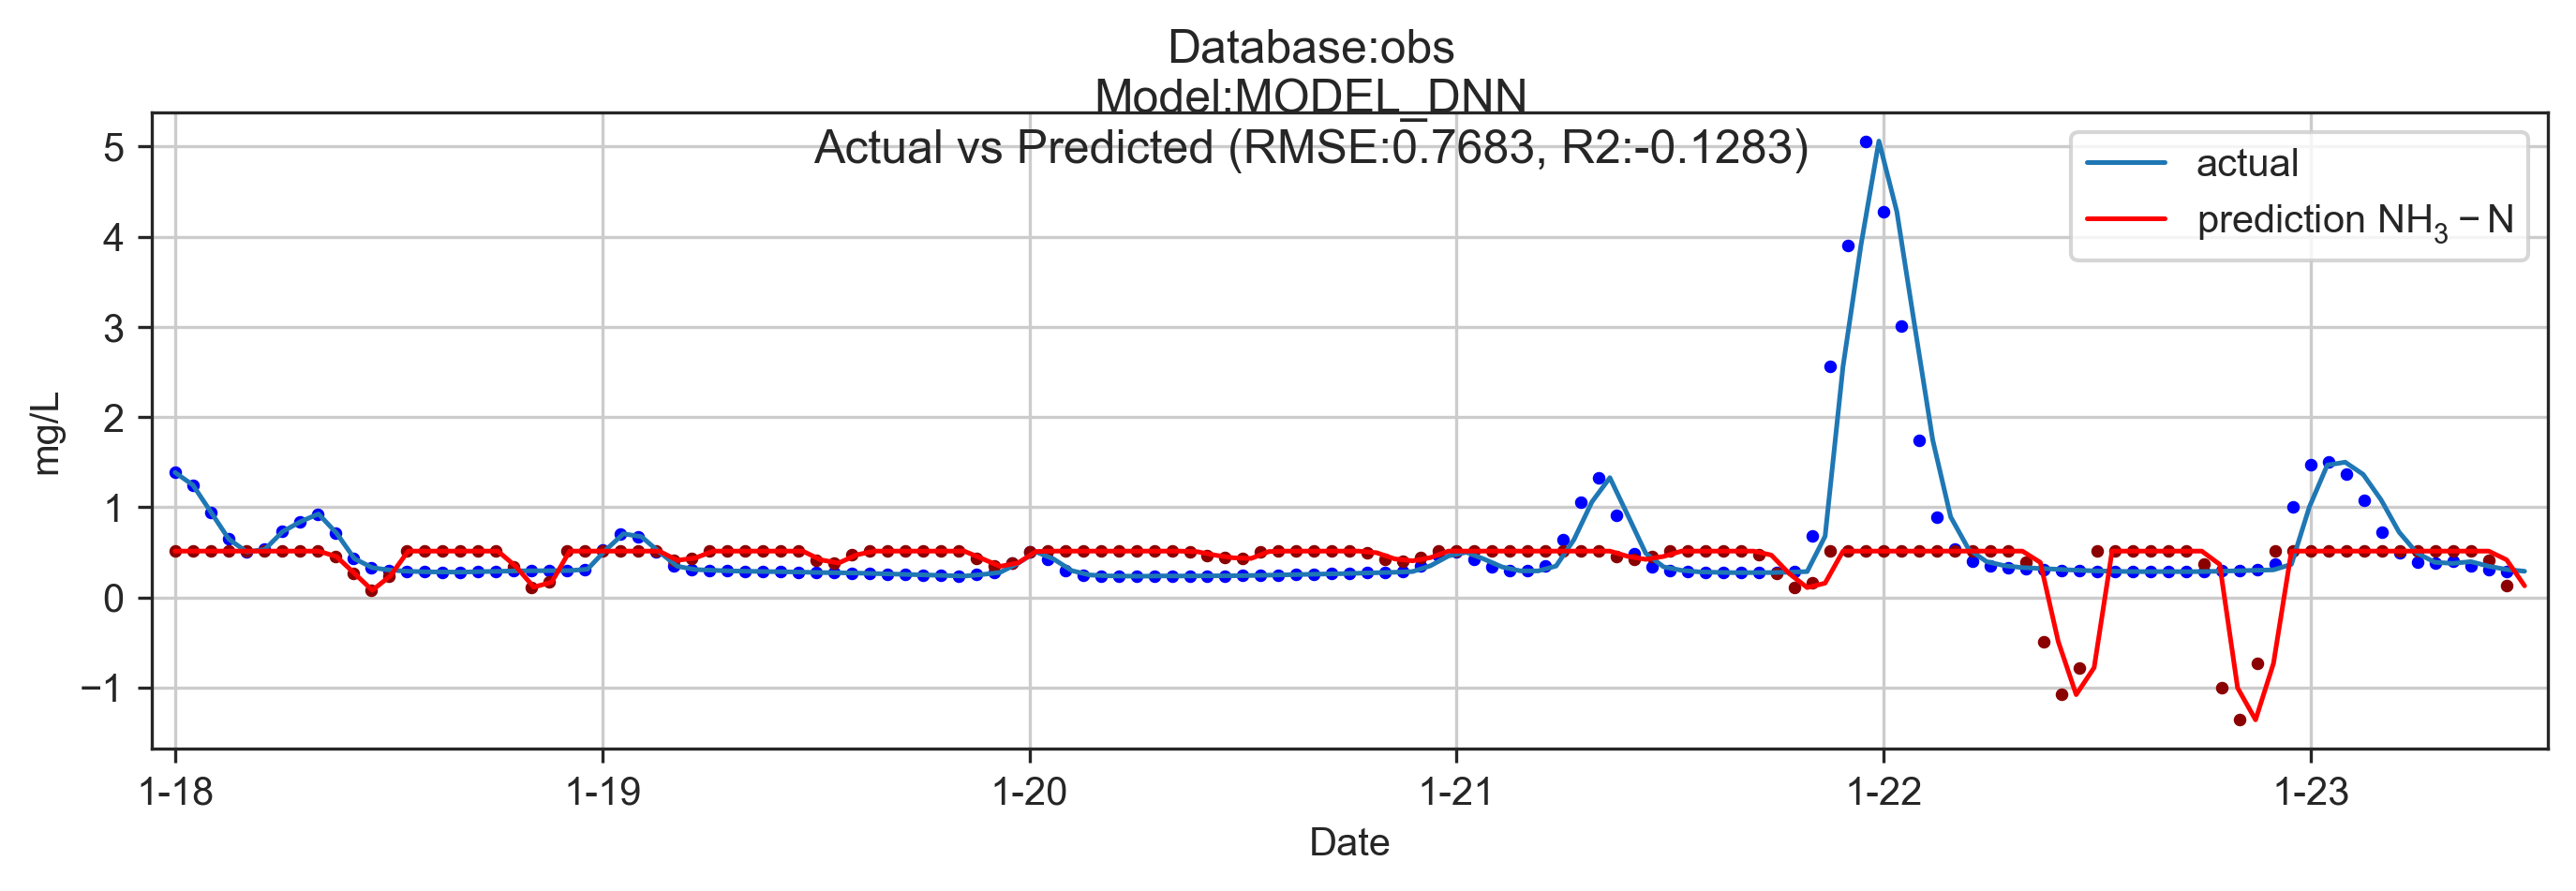 Database:obs
Model:MODEL_DNN
Actual vs Predicted (RMSE:0.7683, R2:-0.1283)
actual
prediction NH₃ − N
5
4
3
2
1
0
−1
mg/L
1-18 1-19 1-20 1-21 1-22 1-23
Date